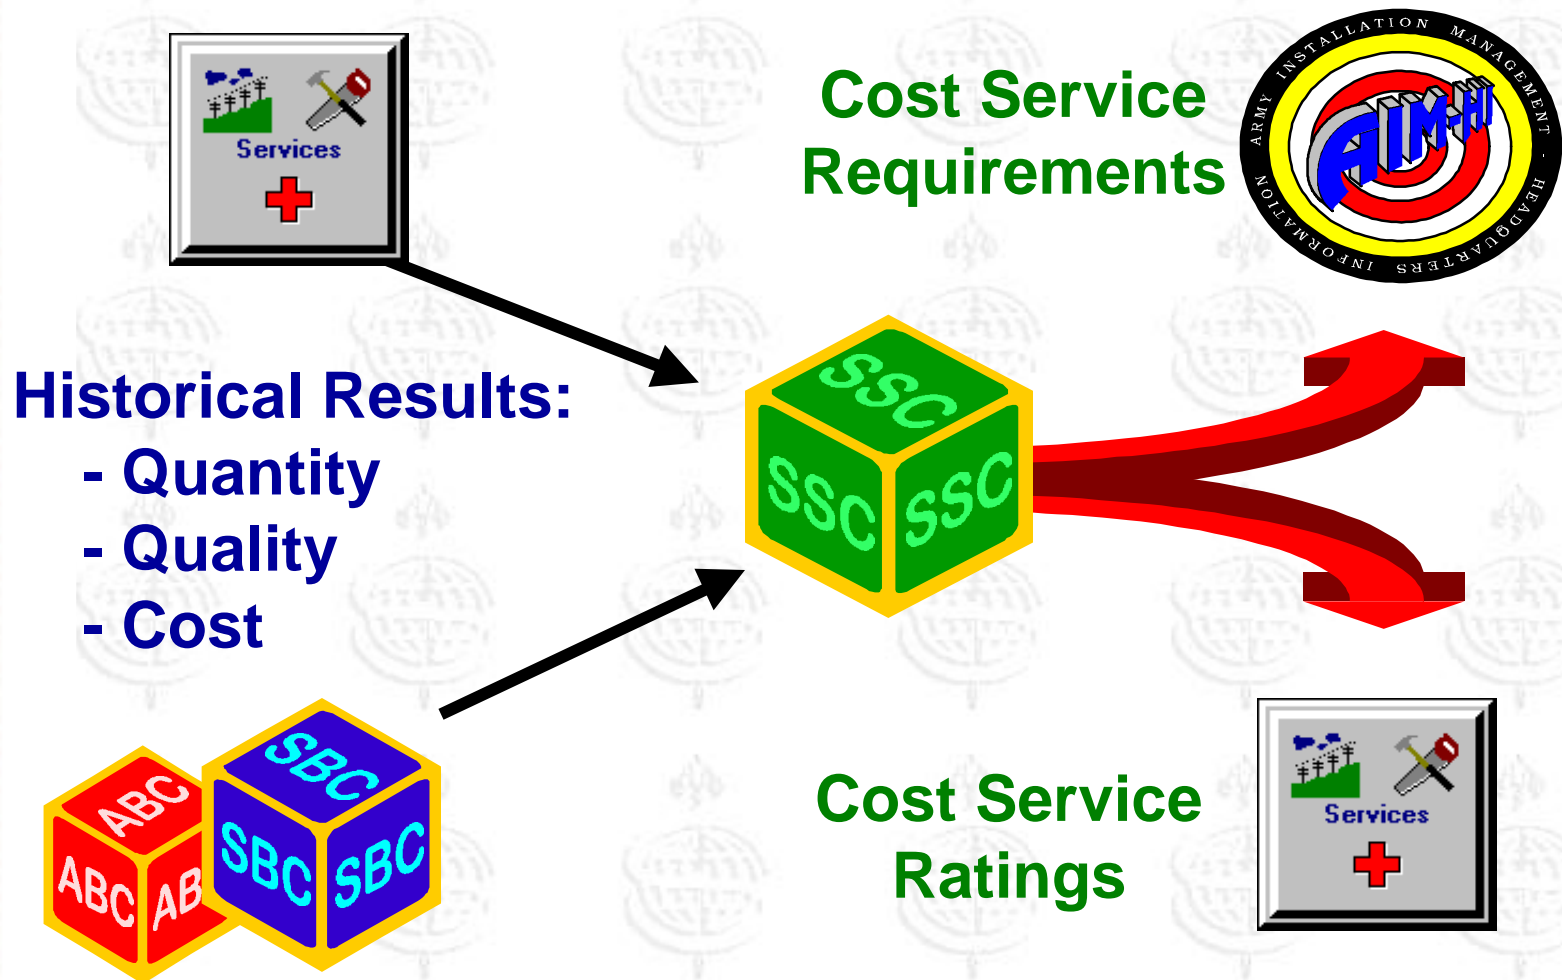 Services
Cost Service
Requirements
ARMY INSTALLATION MANAGEMENT - HEADQUARTERS INFORMATION
AIM-HI
Historical Results:
- Quantity
- Quality
- Cost
SSC
SSC
SSC
ABC
ABC
AB
SBC
SBC
SBC
Cost Service
Ratings
Services